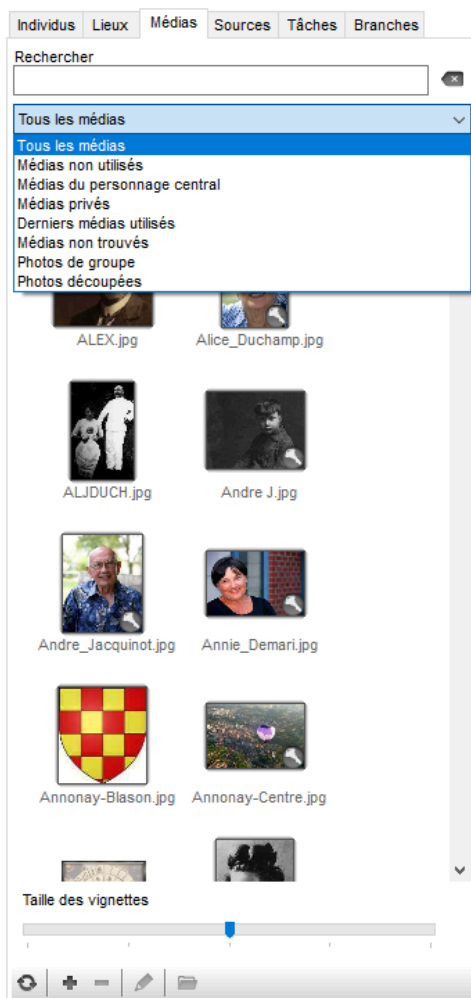 Individus Lieux Médias Sources Tâches Branches
Rechercher
Tous les médias
Tous les médias
Médias non utilisés
Médias du personnage central
Médias privés
Derniers médias utilisés
Médias non trouvés
Photos de groupe
Photos découpées
ALEX.jpg Alice_Duchamp.jpg
ALJDUCH.jpg Andre J.jpg
Andre_Jacquinot.jpg Annie_Demari.jpg
Annonay-Blason.jpg Annonay-Centre.jpg
Taille des vignettes